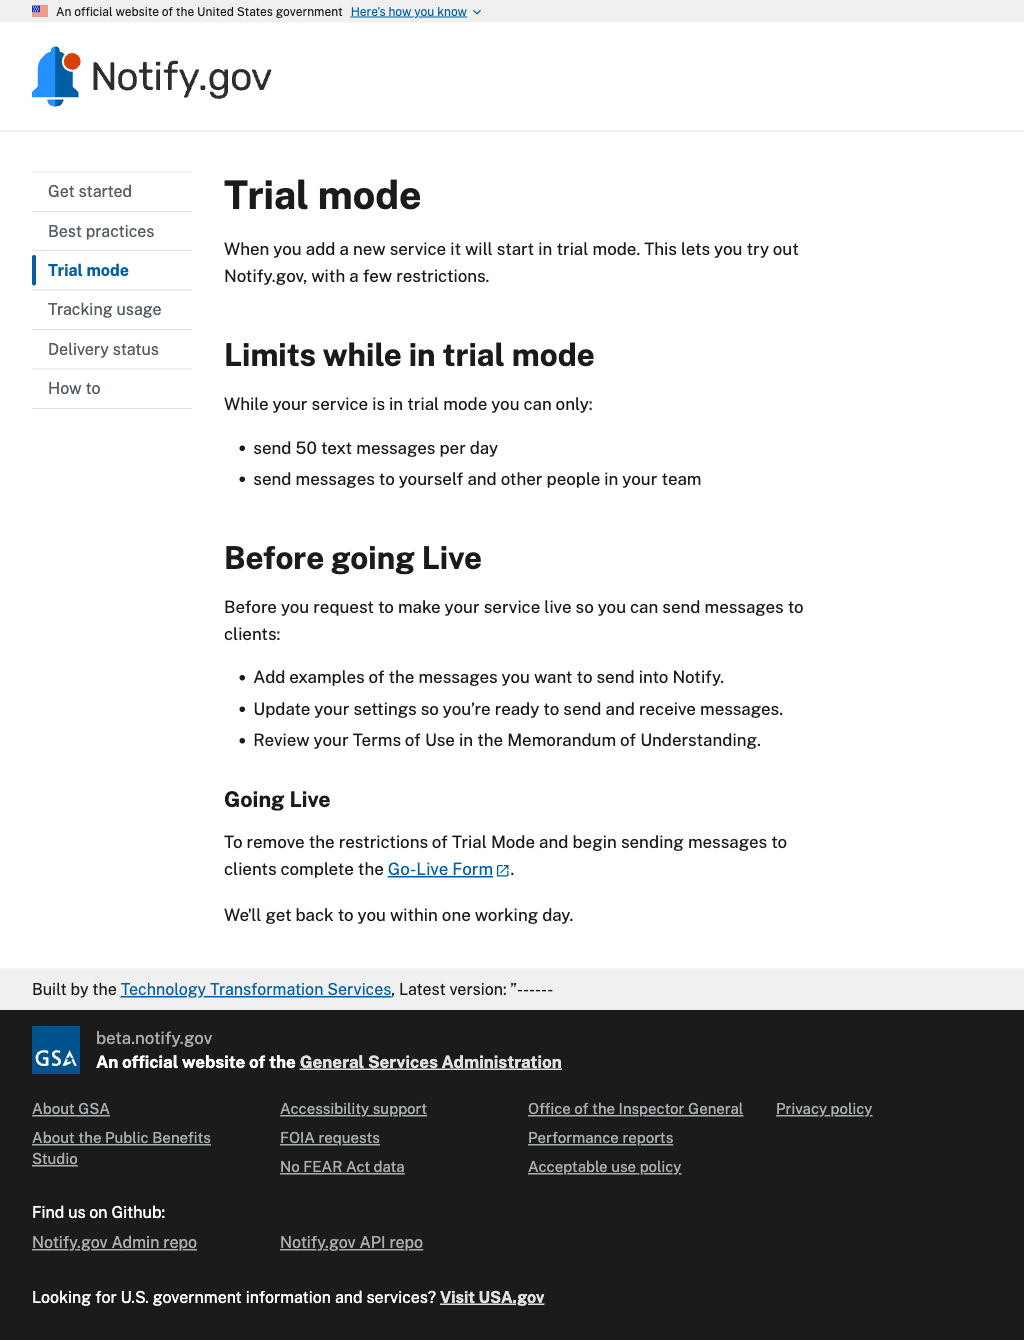 An official website of the United States government Here's how you know
Notify.gov
Get started
Best practices
Trial mode
Tracking usage
Delivery status
How to
Trial mode
When you add a new service it will start in trial mode. This lets you try out
Notify.gov, with a few restrictions.
Limits while in trial mode
While your service is in trial mode you can only:
• send 50 text messages per day
• send messages to yourself and other people in your team
Before going Live
Before you request to make your service live so you can send messages to
clients:
• Add examples of the messages you want to send into Notify.
• Update your settings so you’re ready to send and receive messages.
• Review your Terms of Use in the Memorandum of Understanding.
Going Live
To remove the restrictions of Trial Mode and begin sending messages to
clients complete the Go-Live Form.
We'll get back to you within one working day.
Built by the Technology Transformation Services, Latest version: ”------
GSA
beta.notify.gov
An official website of the General Services Administration
About GSA
About the Public Benefits
Studio
Accessibility support
FOIA requests
No FEAR Act data
Office of the Inspector General
Performance reports
Acceptable use policy
Privacy policy
Find us on Github:
Notify.gov Admin repo
Notify.gov API repo
Looking for U.S. government information and services? Visit USA.gov